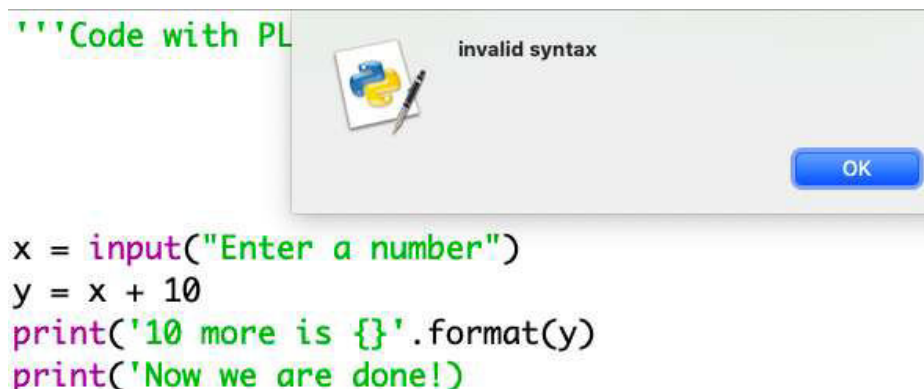 '''Code with PL
invalid syntax
OK
x = input("Enter a number")
y = x + 10
print('10 more is {}'.format(y)
print('Now we are done!)